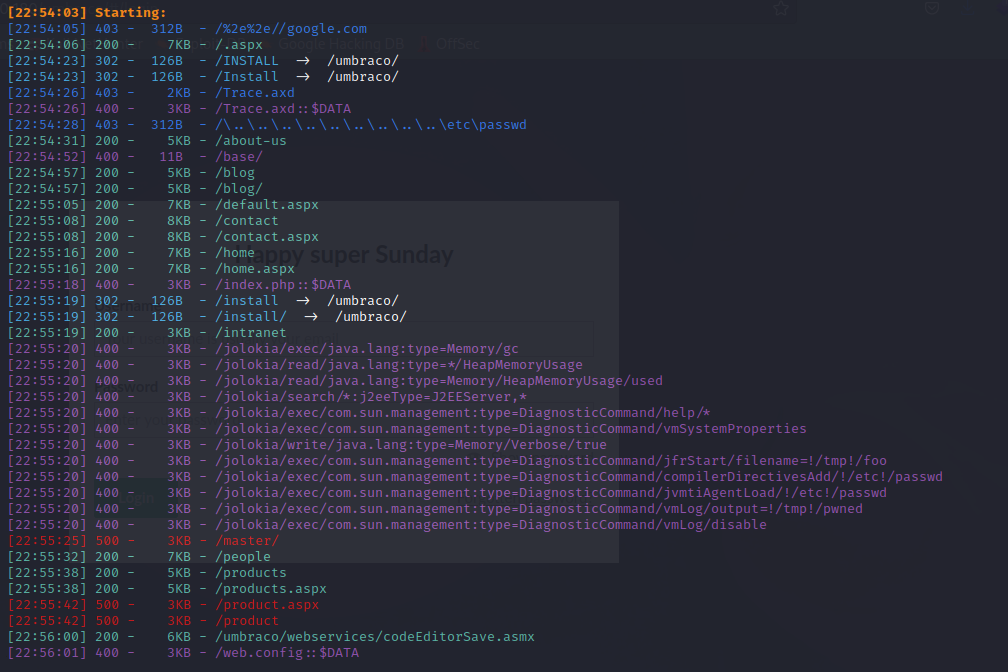 [22:54:03] Starting:
[22:54:05] 403 -  312B  - /%2e%2e//google.com
[22:54:06] 200 -    7KB - /.aspx
Google Hacking DB OffSec
[22:54:23] 302 -  126B  - /INSTALL  ->  /umbraco/
[22:54:23] 302 -  126B  - /Install  ->  /umbraco/
[22:54:26] 403 -    2KB - /Trace.axd
[22:54:26] 400 -    3KB - /Trace.axd::$DATA
[22:54:28] 403 -  312B  - /\..\..\..\..\..\..\..\..\..\etc\passwd
[22:54:31] 200 -    5KB - /about-us
[22:54:52] 400 -   11B  - /base/
[22:54:57] 200 -    5KB - /blog
[22:54:57] 200 -    5KB - /blog/
[22:55:05] 200 -    7KB - /default.aspx
[22:55:08] 200 -    8KB - /contact
[22:55:08] 200 -    8KB - /contact.aspx
[22:55:16] 200 -    7KB - /home
Happy super Sunday
[22:55:16] 200 -    7KB - /home.aspx
[22:55:18] 400 -    3KB - /index.php::$DATA
[22:55:19] 302 -  126B  - /install  ->  /umbraco/
[22:55:19] 302 -  126B  - /install/  ->  /umbraco/
[22:55:19] 200 -    3KB - /intranet
[22:55:20] 400 -    3KB - /jolokia/exec/java.lang:type=Memory/gc
[22:55:20] 400 -    3KB - /jolokia/read/java.lang:type=*/HeapMemoryUsage
[22:55:20] 400 -    3KB - /jolokia/read/java.lang:type=Memory/HeapMemoryUsage/used
Password
[22:55:20] 400 -    3KB - /jolokia/search/*:j2eeType=J2EEServer,*
[22:55:20] 400 -    3KB - /jolokia/exec/com.sun.management:type=DiagnosticCommand/help/*
[22:55:20] 400 -    3KB - /jolokia/exec/com.sun.management:type=DiagnosticCommand/vmSystemProperties
[22:55:20] 400 -    3KB - /jolokia/write/java.lang:type=Memory/Verbose/true
[22:55:20] 400 -    3KB - /jolokia/exec/com.sun.management:type=DiagnosticCommand/jfrStart/filename=!/tmp!/foo
[22:55:20] 400 -    3KB - /jolokia/exec/com.sun.management:type=DiagnosticCommand/compilerDirectivesAdd/!/etc!/passwd
[22:55:20] 400 -    3KB - /jolokia/exec/com.sun.management:type=DiagnosticCommand/jvmtiAgentLoad/!/etc!/passwd
[22:55:20] 400 -    3KB - /jolokia/exec/com.sun.management:type=DiagnosticCommand/vmLog/output=!/tmp!/pwned
[22:55:20] 400 -    3KB - /jolokia/exec/com.sun.management:type=DiagnosticCommand/vmLog/disable
[22:55:25] 500 -    3KB - /master/
[22:55:32] 200 -    7KB - /people
[22:55:38] 200 -    5KB - /products
[22:55:38] 200 -    5KB - /products.aspx
[22:55:42] 500 -    3KB - /product.aspx
[22:55:42] 500 -    3KB - /product
[22:56:00] 200 -    6KB - /umbraco/webservices/codeEditorSave.asmx
[22:56:01] 400 -    3KB - /web.config::$DATA